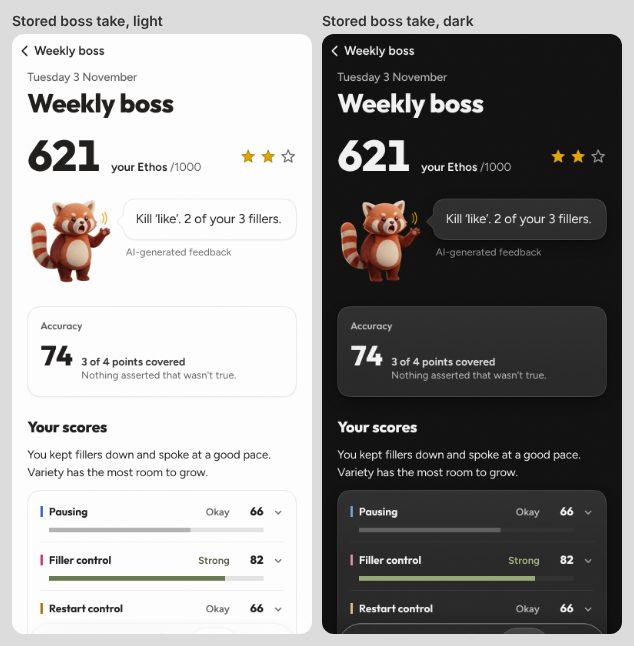 Stored boss take, light
Weekly boss
Tuesday 3 November
Weekly boss
621 your Ethos /1000
Kill ‘like’. 2 of your 3 fillers.
AI-generated feedback
Accuracy
74 3 of 4 points covered
Nothing asserted that wasn't true.
Your scores
You kept fillers down and spoke at a good pace.
Variety has the most room to grow.
Pausing Okay 66
Filler control Strong 82
Restart control Okay 66
Stored boss take, dark
Weekly boss
Tuesday 3 November
Weekly boss
621 your Ethos /1000
Kill ‘like’. 2 of your 3 fillers.
AI-generated feedback
Accuracy
74 3 of 4 points covered
Nothing asserted that wasn't true.
Your scores
You kept fillers down and spoke at a good pace.
Variety has the most room to grow.
Pausing Okay 66
Filler control Strong 82
Restart control Okay 66